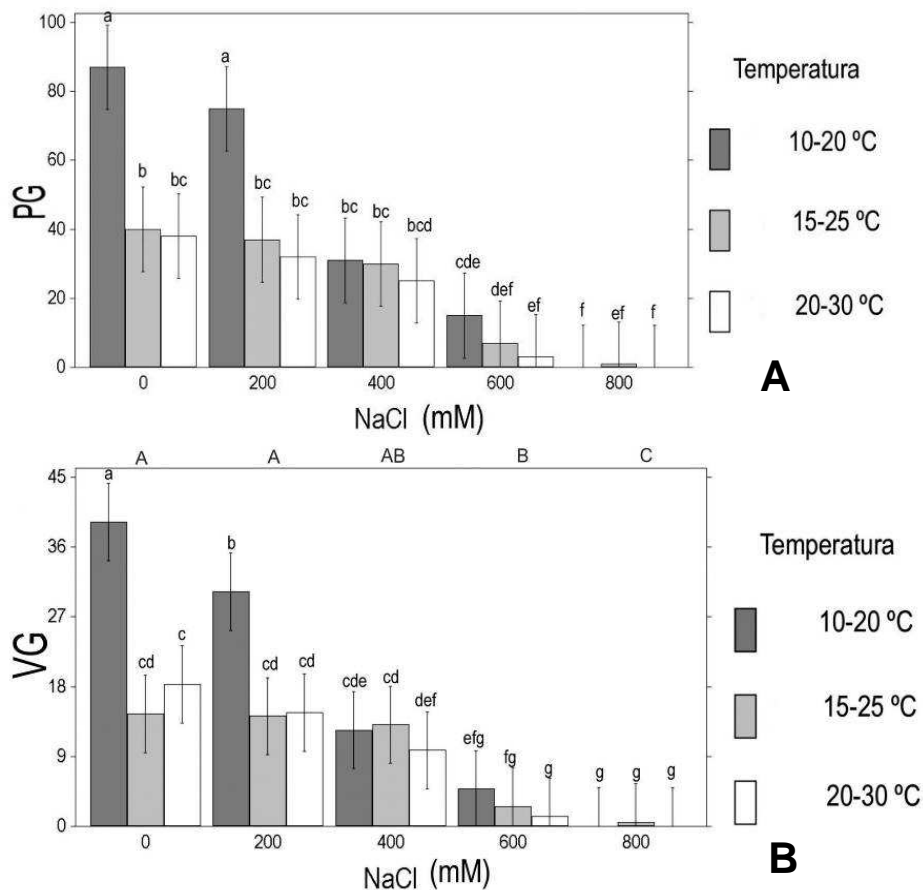 100
80
60
40
20
0
PG
a
b
bc
a
bc
bc
bc
bc
bcd
cde
def
ef
f
ef
f
0
200
400
600
800
NaCl (mM)
Temperatura
10-20 ºC
15-25 ºC
20-30 ºC
A
A
A
AB
B
C
45
36
27
18
9
0
VG
a
cd
c
b
cd
cd
cde
cd
def
efg
fg
g
g
g
g
0
200
400
600
800
NaCl (mM)
Temperatura
10-20 ºC
15-25 ºC
20-30 ºC
B